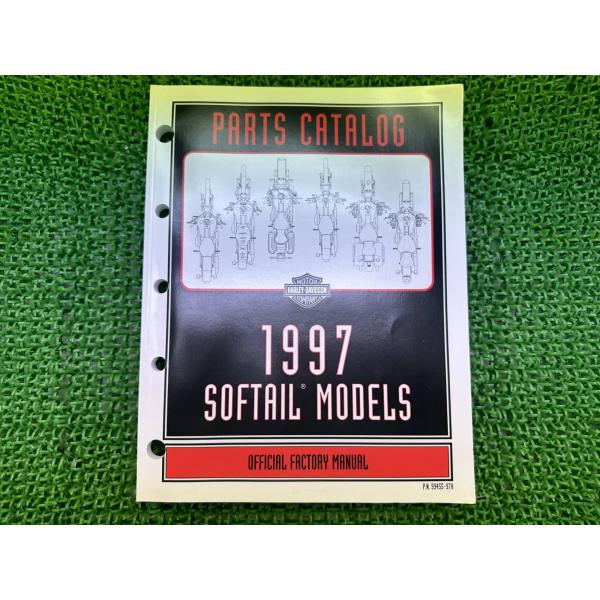 PARTS CATALOG
MOTOR
HARLEY-DAVIDSON
COMPANY
1997
SOFTAIL® MODELS
OFFICIAL FACTORY MANUAL
P.N. 99455-97A